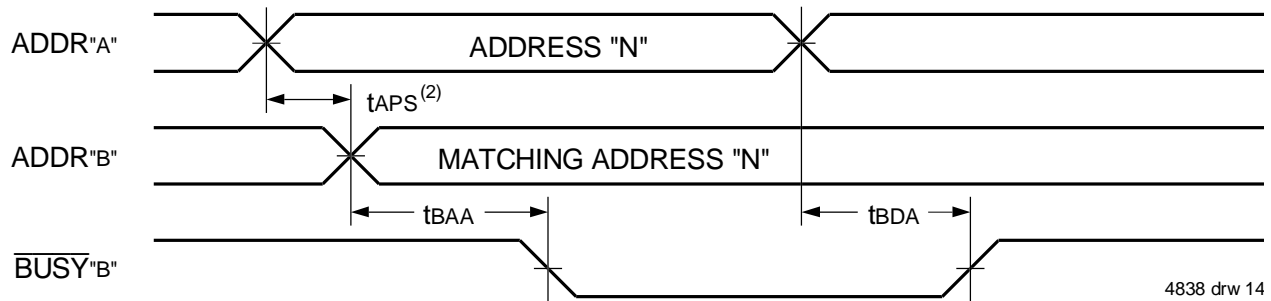 ADDR"A"
ADDRESS "N"
tAPS(2)
ADDR"B"
MATCHING ADDRESS "N"
tBAA
tBDA
BUSY"B"
4838 drw 14